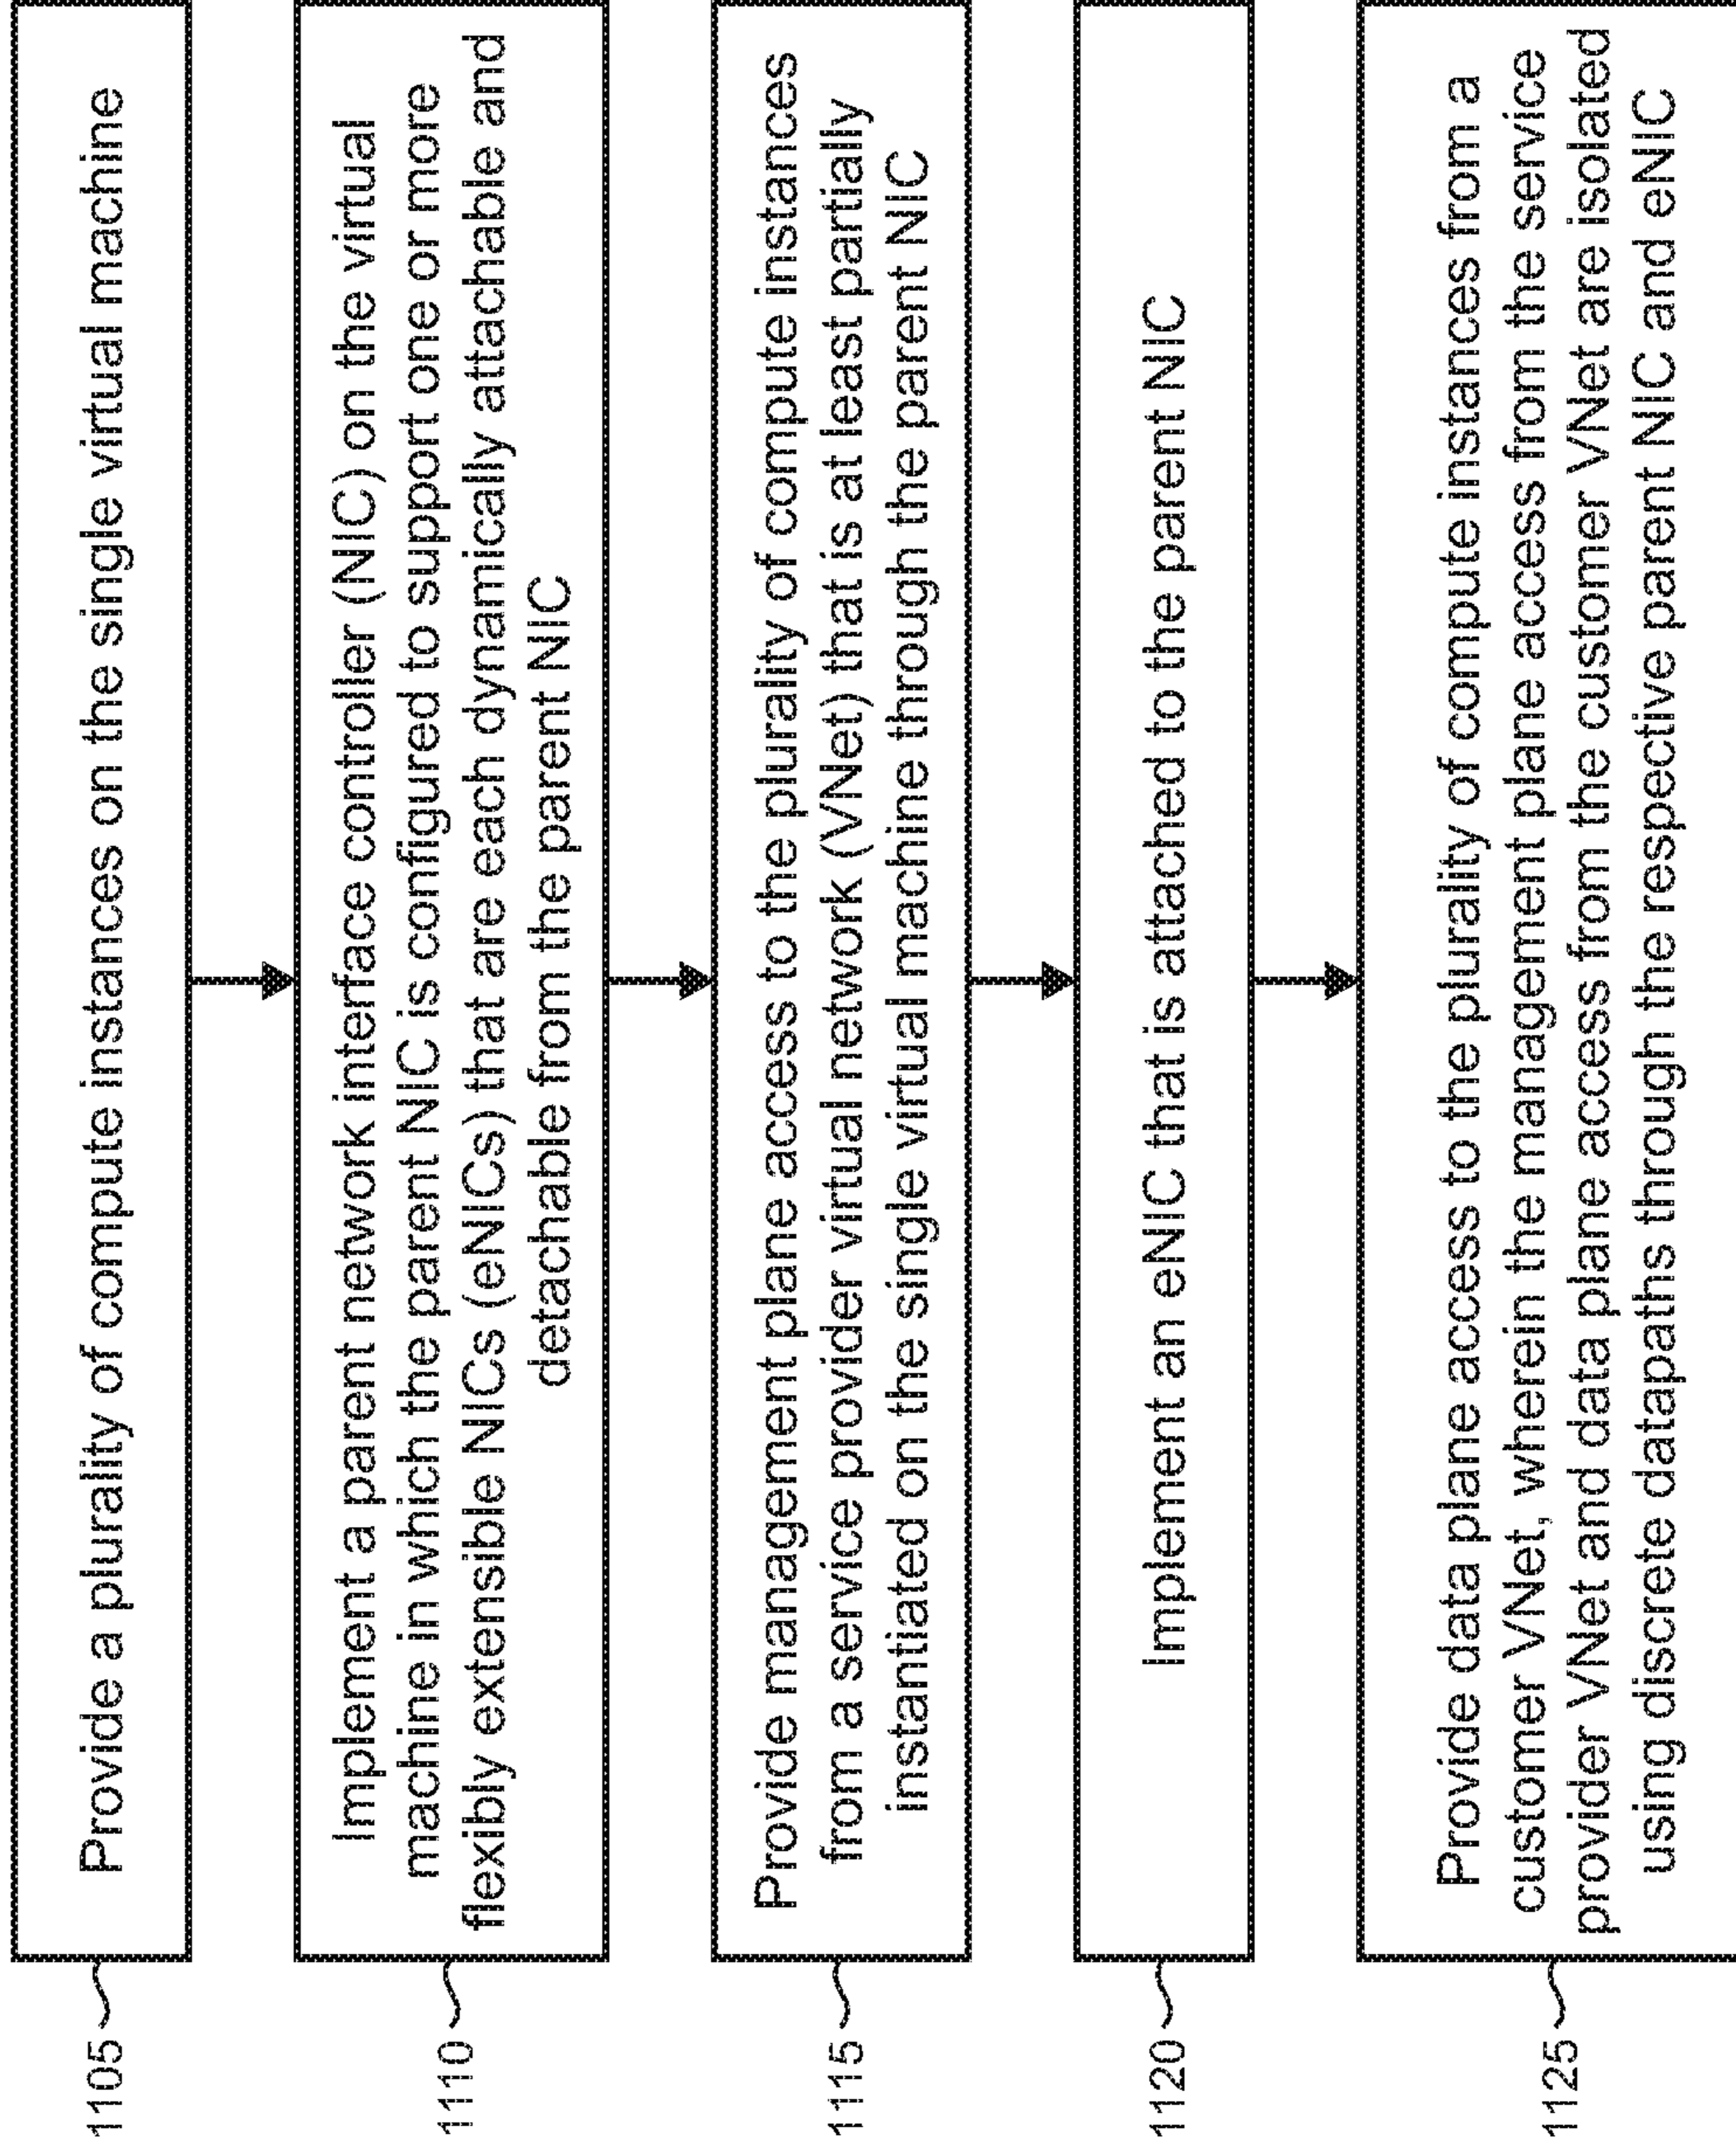 1105
Provide a plurality of compute instances on the single virtual machine
1110
Implement a parent network interface controller (NIC) on the virtual
machine in which the parent NIC is configured to support one or more
flexibly extensible NICs (eNICs) that are each dynamically attachable and
detachable from the parent NIC
1115
Provide management plane access to the plurality of compute instances
from a service provider virtual network (VNet) that is at least partially
instantiated on the single virtual machine through the parent NIC
1120
Implement an eNIC that is attached to the parent NIC
1125
Provide data plane access to the plurality of compute instances from a
customer VNet, wherein the management plane access from the service
provider VNet and data plane access from the customer VNet are isolated
using discrete datapaths through the respective parent NIC and eNIC